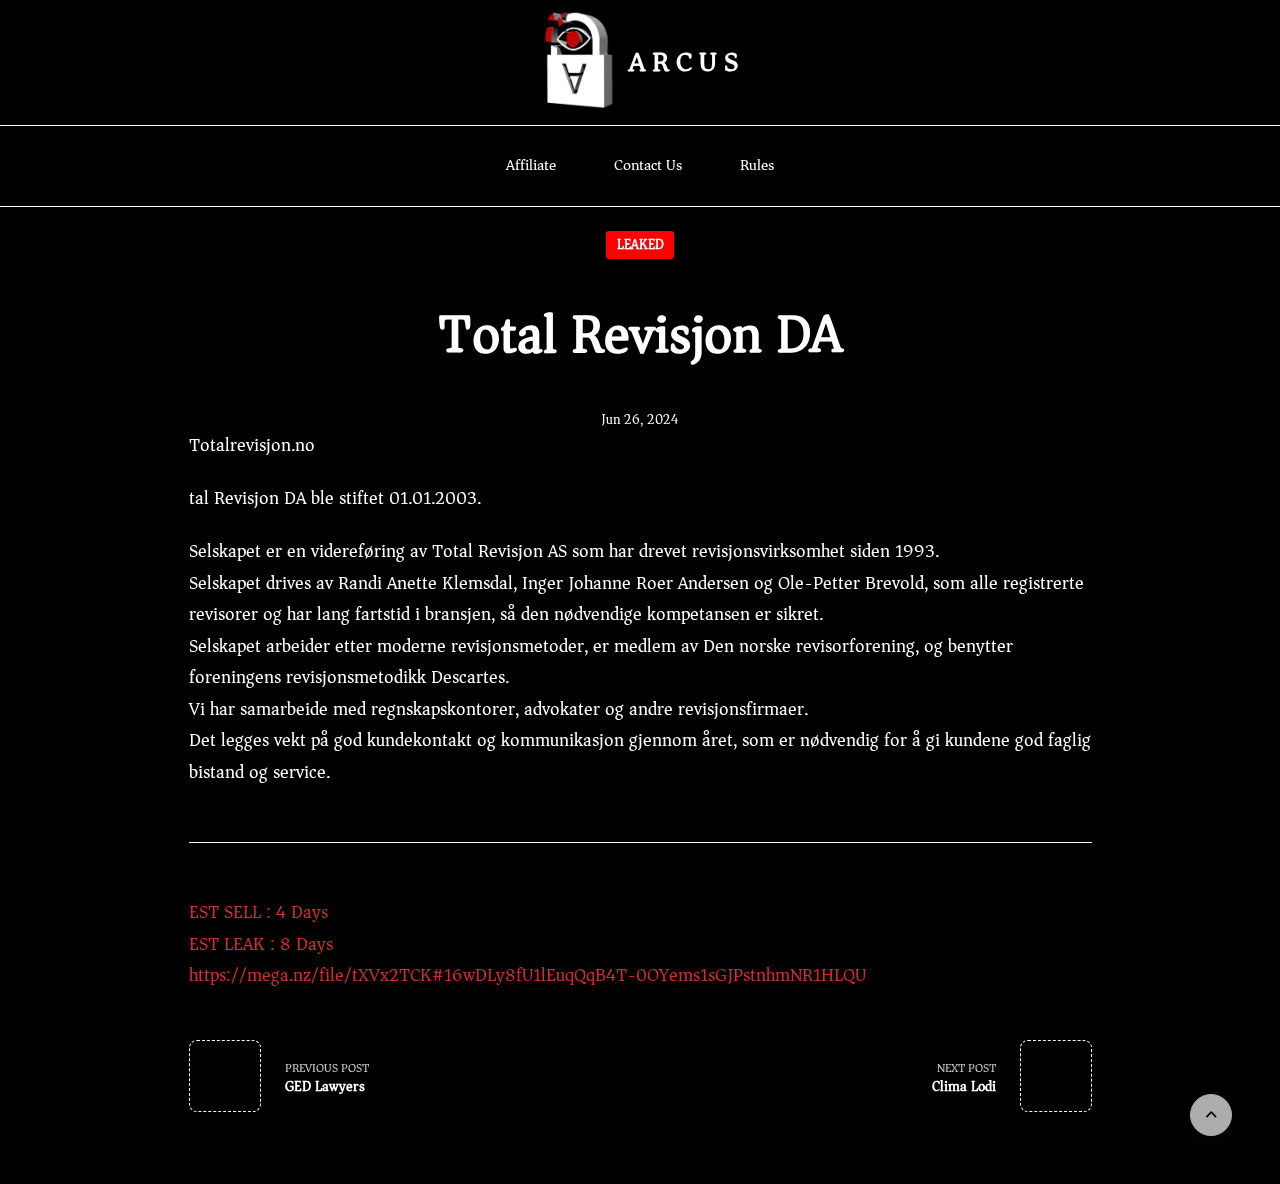 ARCUS
Affiliate Contact Us Rules
LEAKED
Total Revisjon DA
Jun 26, 2024
Totalrevisjon.no
tal Revisjon DA ble stiftet 01.01.2003.
Selskapet er en videreføring av Total Revisjon AS som har drevet revisjonsvirksomhet siden 1993.
Selskapet drives av Randi Anette Klemsdal, Inger Johanne Roer Andersen og Ole-Petter Brevold, som alle registrerte
revisorer og har lang fartstid i bransjen, så den nødvendige kompetansen er sikret.
Selskapet arbeider etter moderne revisjonsmetoder, er medlem av Den norske revisorforening, og benytter
foreningens revisjonsmetodikk Descartes.
Vi har samarbeide med regnskapskontorer, advokater og andre revisjonsfirmaer.
Det legges vekt på god kundekontakt og kommunikasjon gjennom året, som er nødvendig for å gi kundene god faglig
bistand og service.
EST SELL : 4 Days
EST LEAK : 8 Days
https://mega.nz/file/tXVx2TCK#16wDLy8fU1lEuqQqB4T-0OYems1sGJPstnhmNR1HLQU
PREVIOUS POST
GED Lawyers
NEXT POST
Clima Lodi